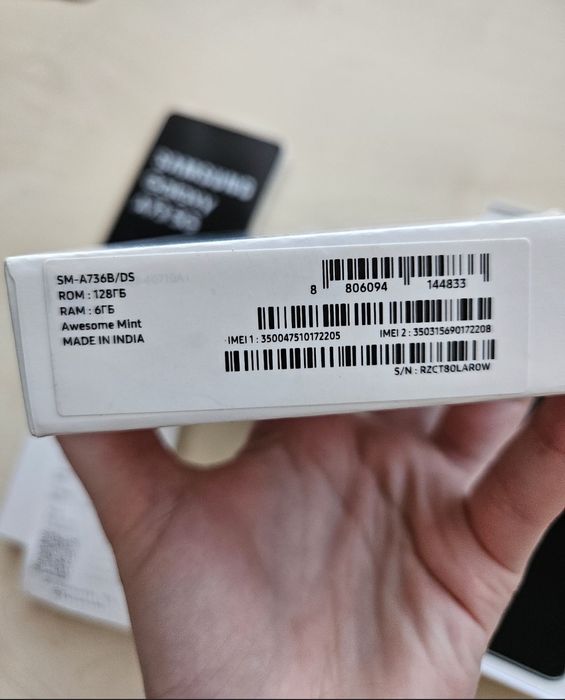 SM-A736B/DS
ROM : 128ГБ
RAM : 6ГБ
Awesome Mint
MADE IN INDIA
8 806094 144833
IMEI 1 : 350047510172205 IMEI 2 : 350315690172208
S/N : RZCT80LAR0W
SAMSUNG